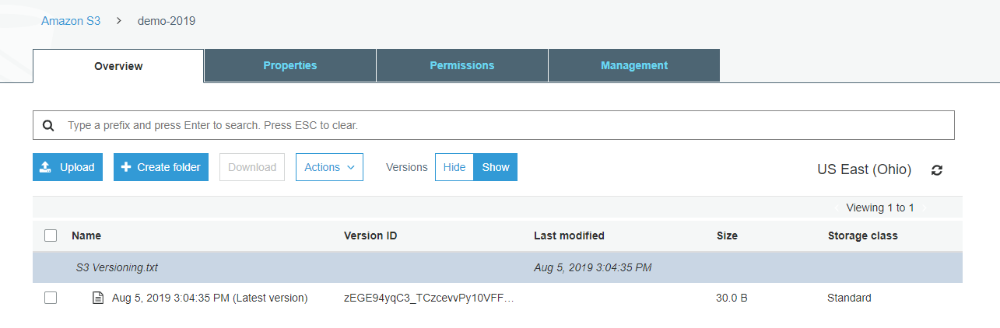 Amazon S3 > demo-2019
Overview Properties Permissions Management
Type a prefix and press Enter to search. Press ESC to clear.
Upload Create folder Download Actions Versions Hide Show US East (Ohio)
Viewing 1 to 1
Name Version ID Last modified Size Storage class
S3 Versioning.txt Aug 5, 2019 3:04:35 PM
Aug 5, 2019 3:04:35 PM (Latest version) zEGE94yqC3_TCzcevvPy10VFF… 30.0 B Standard